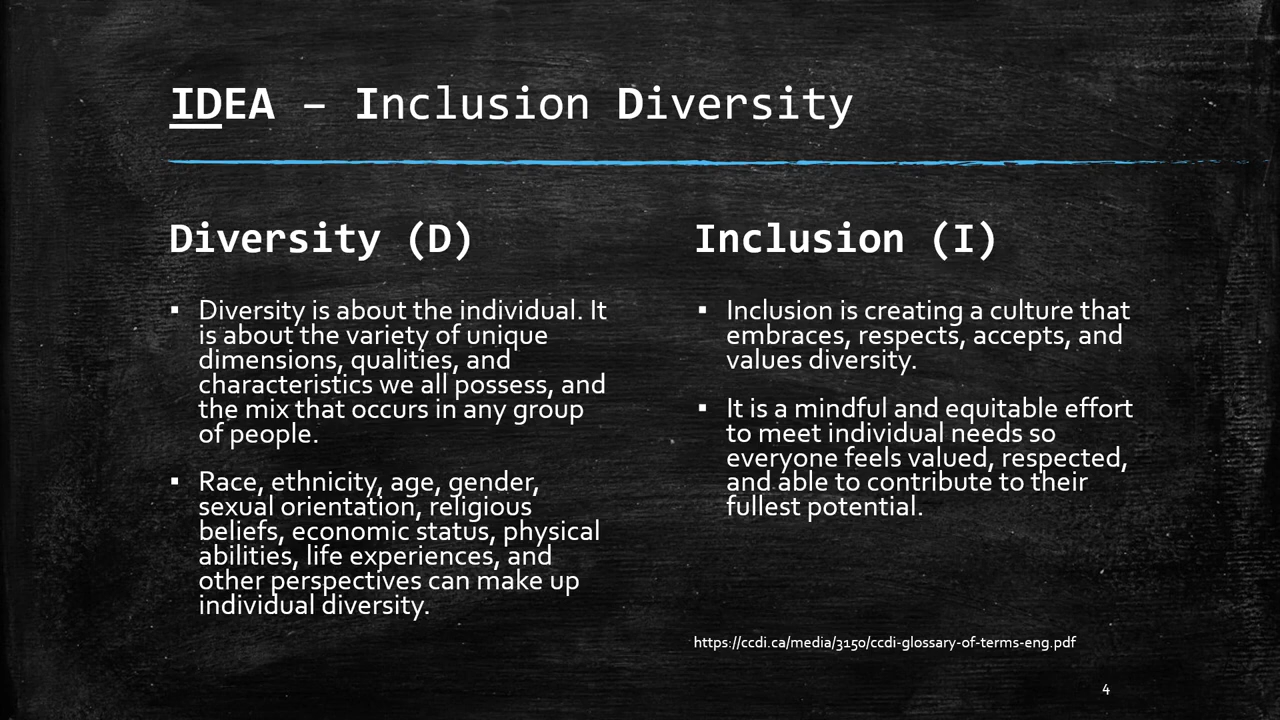 IDEA – Inclusion Diversity
Diversity (D)
▪ Diversity is about the individual. It
is about the variety of unique
dimensions, qualities, and
characteristics we all possess, and
the mix that occurs in any group
of people.
▪ Race, ethnicity, age, gender,
sexual orientation, religious
beliefs, economic status, physical
abilities, life experiences, and
other perspectives can make up
individual diversity.
Inclusion (I)
▪ Inclusion is creating a culture that
embraces, respects, accepts, and
values diversity.
▪ It is a mindful and equitable effort
to meet individual needs so
everyone feels valued, respected,
and able to contribute to their
fullest potential.
https://ccdi.ca/media/3150/ccdi-glossary-of-terms-eng.pdf
4